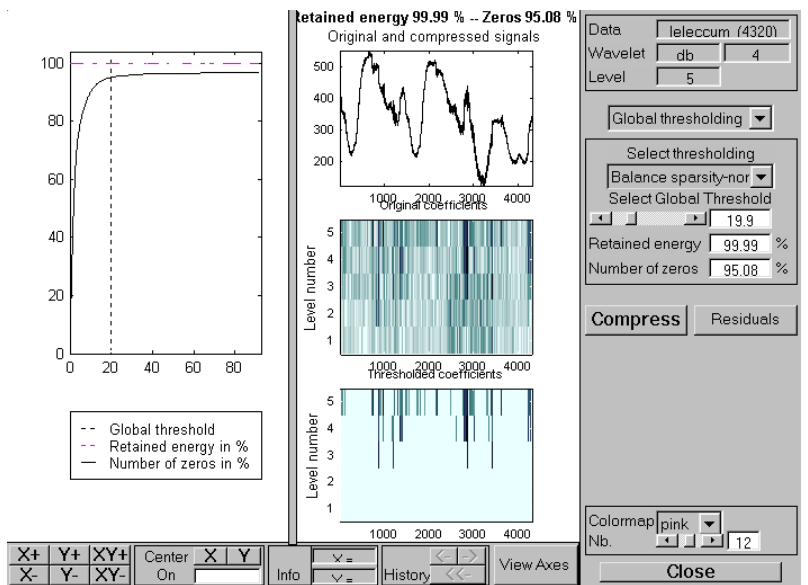 Retained energy 99.99 % -- Zeros 95.08 %
Original and compressed signals
100
80
60
40
20
0
0 20 40 60 80
Global threshold
Retained energy in %
Number of zeros in %
500
400
300
200
1000 2000 3000 4000
Original coefficients
Level number
5
4
3
2
1
1000 2000 3000 4000
Thresholded coefficients
Level number
5
4
3
2
1
1000 2000 3000 4000
Data leleccum (4320)
Wavelet db 4
Level 5
Global thresholding
Select thresholding
Balance sparsity-nor
Select Global Threshold
19.9
Retained energy 99.99 %
Number of zeros 95.08 %
Compress Residuals
Colormap pink
Nb. 12
Close
X+ Y+ XY+
X- Y- XY-
Center X Y
On
Info X =
Y =
History <- ->
<<-
View Axes